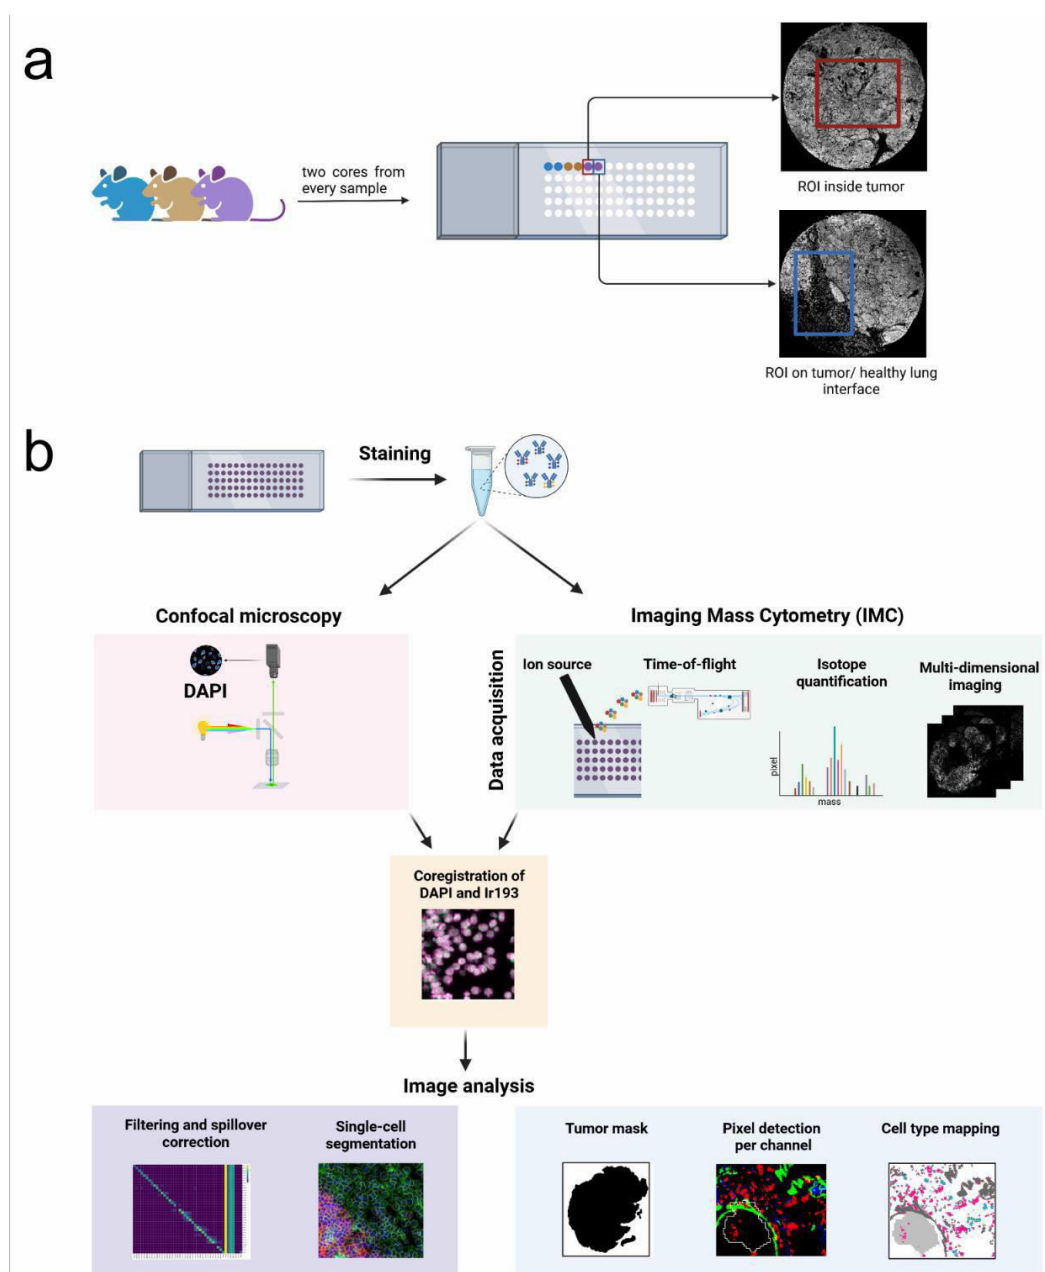 a
two cores from
every sample
ROI inside tumor
ROI on tumor/ healthy lung
interface
b
Staining
Confocal microscopy
Imaging Mass Cytometry (IMC)
DAPI
Data acquisition
Ion source
Time-of-flight
Isotope
quantification
Multi-dimensional
imaging
pixel
mass
Coregistration of
DAPI and Ir193
Image analysis
Filtering and spillover
correction
Single-cell
segmentation
Tumor mask
Pixel detection
per channel
Cell type mapping